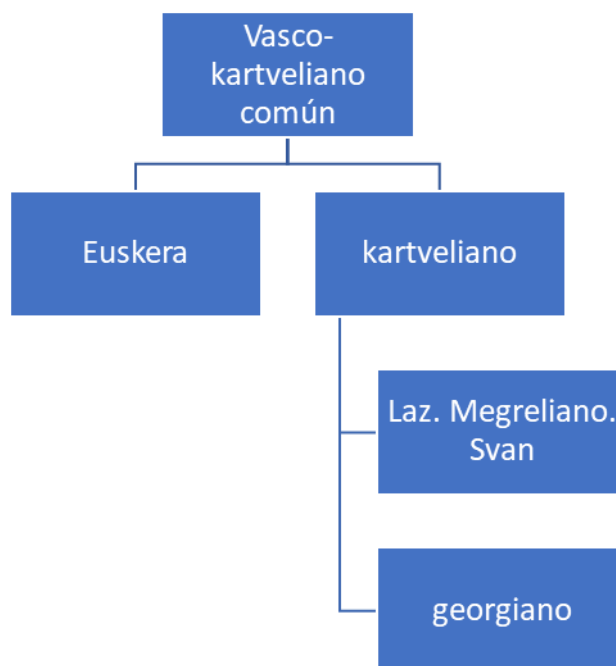 Vasco-
kartveliano
común
Euskera
kartveliano
Laz. Megreliano.
Svan
georgiano